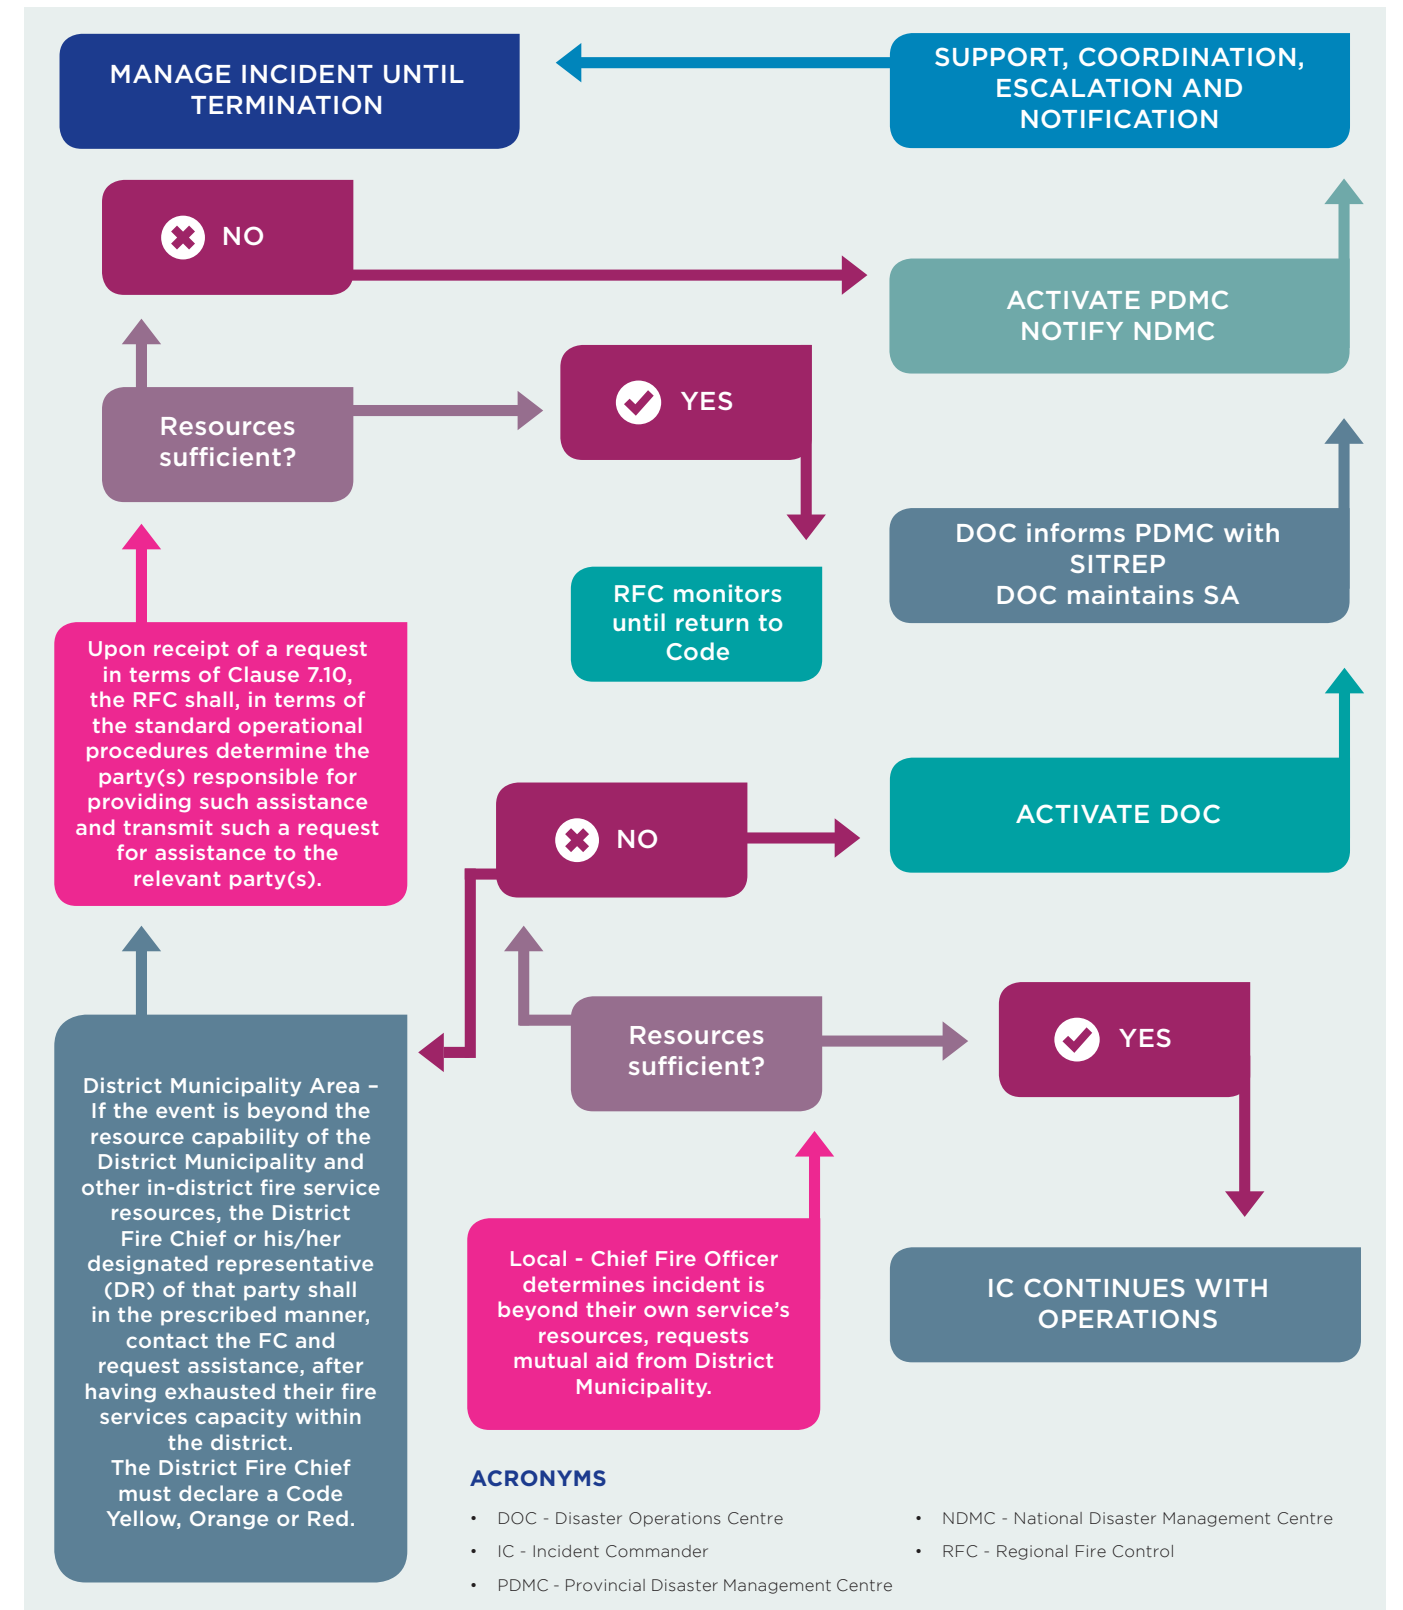 MANAGE INCIDENT UNTIL
TERMINATION
SUPPORT, COORDINATION,
ESCALATION AND
NOTIFICATION
NO
ACTIVATE PDMC
NOTIFY NDMC
Resources
sufficient?
YES
DOC informs PDMC with
SITREP
DOC maintains SA
RFC monitors
until return to
Code
Upon receipt of a request
in terms of Clause 7.10,
the RFC shall, in terms of
the standard operational
procedures determine the
party(s) responsible for
providing such assistance
and transmit such a request
for assistance to the
relevant party(s).
NO
ACTIVATE DOC
Resources
sufficient?
YES
District Municipality Area –
If the event is beyond the
resource capability of the
District Municipality and
other in-district fire service
resources, the District
Fire Chief or his/her
designated representative
(DR) of that party shall
in the prescribed manner,
contact the FC and
request assistance, after
having exhausted their fire
services capacity within
the district.
The District Fire Chief
must declare a Code
Yellow, Orange or Red.
Local - Chief Fire Officer
determines incident is
beyond their own service’s
resources, requests
mutual aid from District
Municipality.
IC CONTINUES WITH
OPERATIONS
ACRONYMS
• DOC - Disaster Operations Centre
• IC - Incident Commander
• PDMC - Provincial Disaster Management Centre
• NDMC - National Disaster Management Centre
• RFC - Regional Fire Control